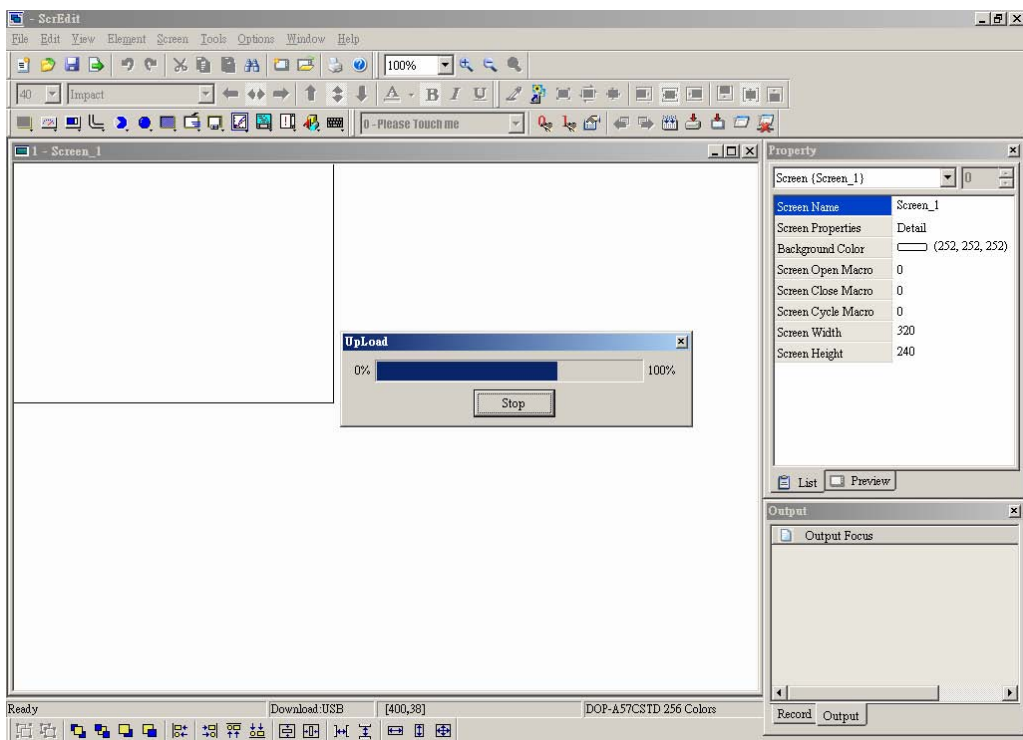 - ScrEdit
File Edit View Element Screen Tools Options Window Help
100%
40 Impact A B I U
0 - Please Touch me
1 - Screen_1
Property
Screen {Screen_1} 0
Screen Name Screen_1
Screen Properties Detail
Background Color (252, 252, 252)
Screen Open Macro 0
Screen Close Macro 0
Screen Cycle Macro 0
Screen Width 320
Screen Height 240
UpLoad
0% 100%
Stop
List Preview
Output
Output Focus
Record Output
Ready Download:USB [400,38] DOP-A57CSTD 256 Colors